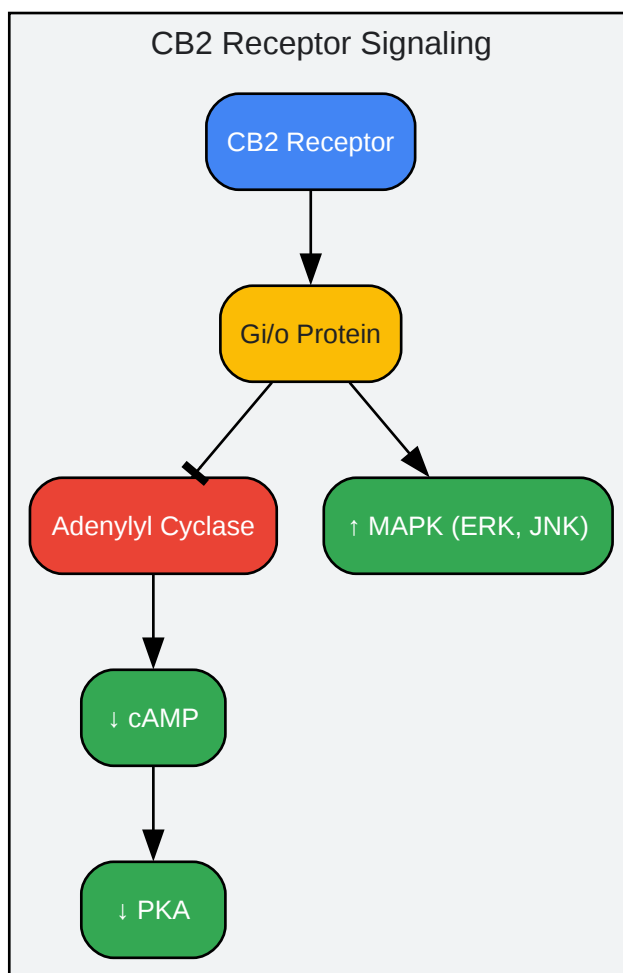 CB2 Receptor Signaling
CB2 Receptor
Gi/o Protein
Adenylyl Cyclase
↑ MAPK (ERK, JNK)
↓ cAMP
↓ PKA